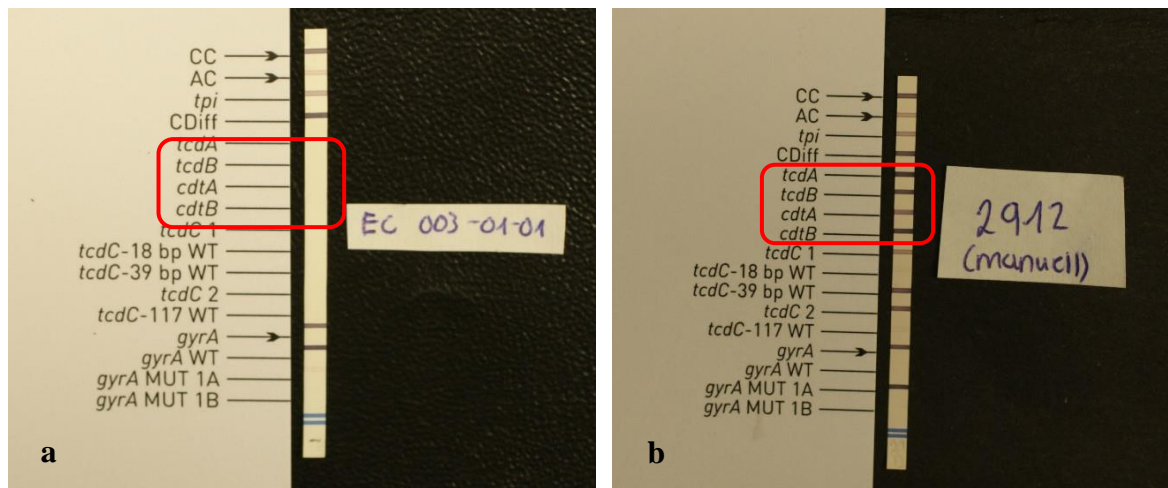 CC
AC
tpi
CDiff
tcdA
tcdB
cdtA
cdtB
tcdC 1
tcdC-18 bp WT
tcdC-39 bp WT
tcdC 2
tcdC-117 WT
gyrA
gyrA WT
gyrA MUT 1A
gyrA MUT 1B
EC 003-01-01
a
CC
AC
tpi
CDiff
tcdA
tcdB
cdtA
cdtB
tcdC 1
tcdC-18 bp WT
tcdC-39 bp WT
tcdC 2
tcdC-117 WT
gyrA
gyrA WT
gyrA MUT 1A
gyrA MUT 1B
2912
(manuell)
b